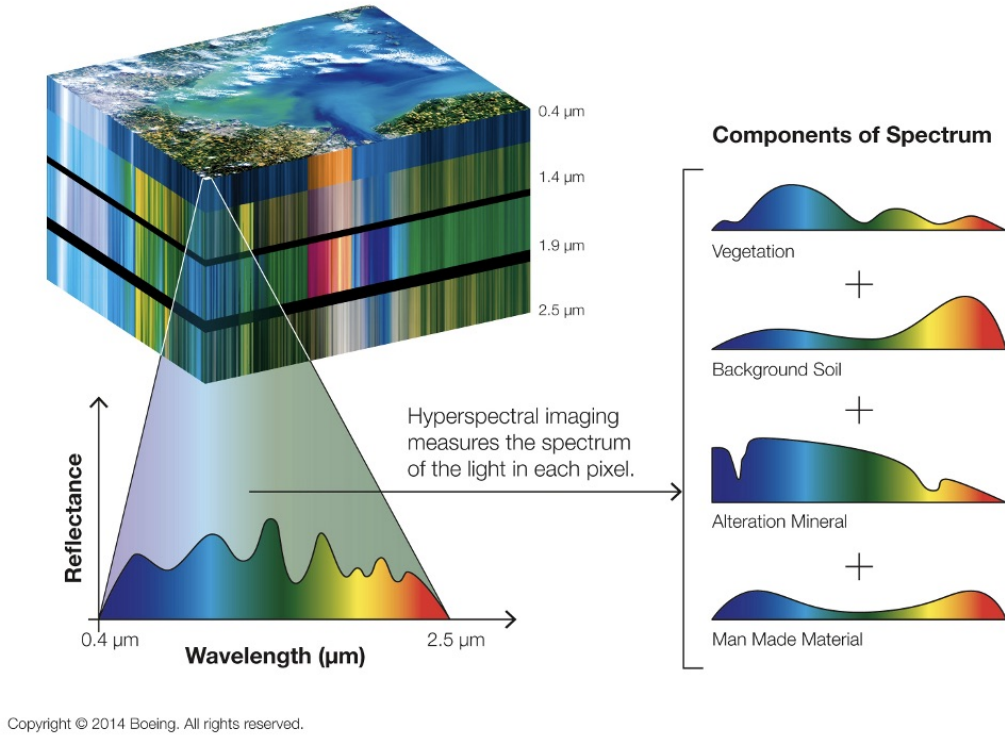 0.4 µm
1.4 µm
1.9 µm
2.5 µm
Components of Spectrum
Vegetation
+
Background Soil
+
Alteration Mineral
+
Man Made Material
Hyperspectral imaging
measures the spectrum
of the light in each pixel.
Reflectance
0.4 µm
2.5 µm
Wavelength (µm)
Copyright © 2014 Boeing. All rights reserved.